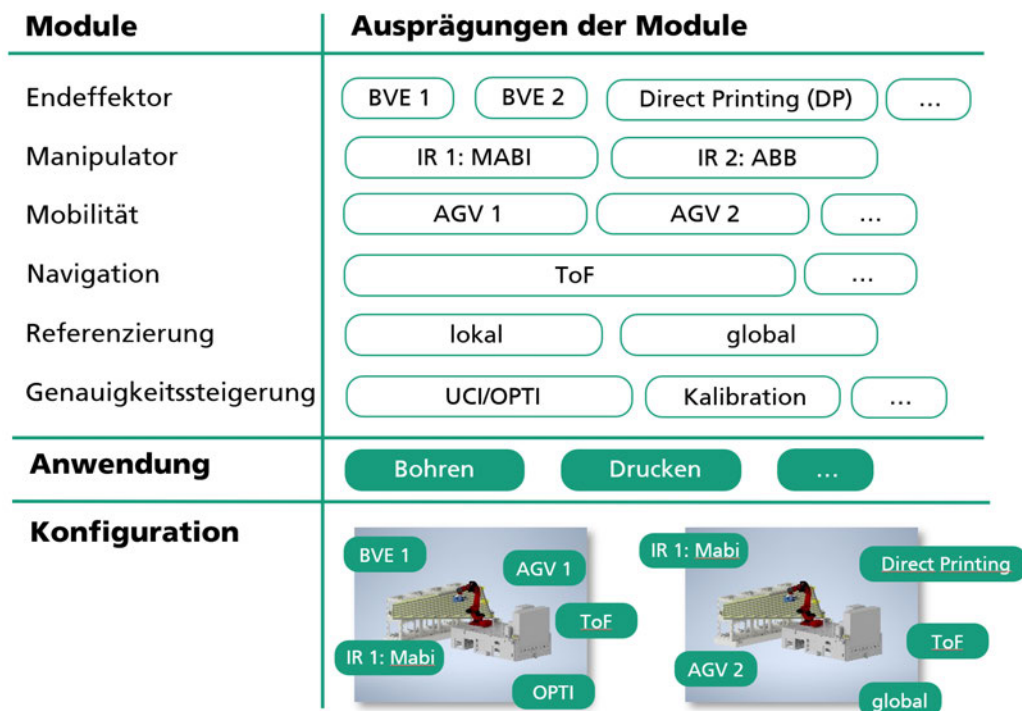 Module Ausprägungen der Module
Endeffektor BVE 1 BVE 2 Direct Printing (DP) ...
Manipulator IR 1: MABI IR 2: ABB
Mobilität AGV 1 AGV 2 ...
Navigation ToF ...
Referenzierung lokal global
Genauigkeitssteigerung UCI/OPTI Kalibration ...
Anwendung Bohren Drucken ...
Konfiguration
BVE 1
AGV 1
ToF
IR 1: Mabi
OPTI
IR 1: Mabi
Direct Printing
ToF
AGV 2
global